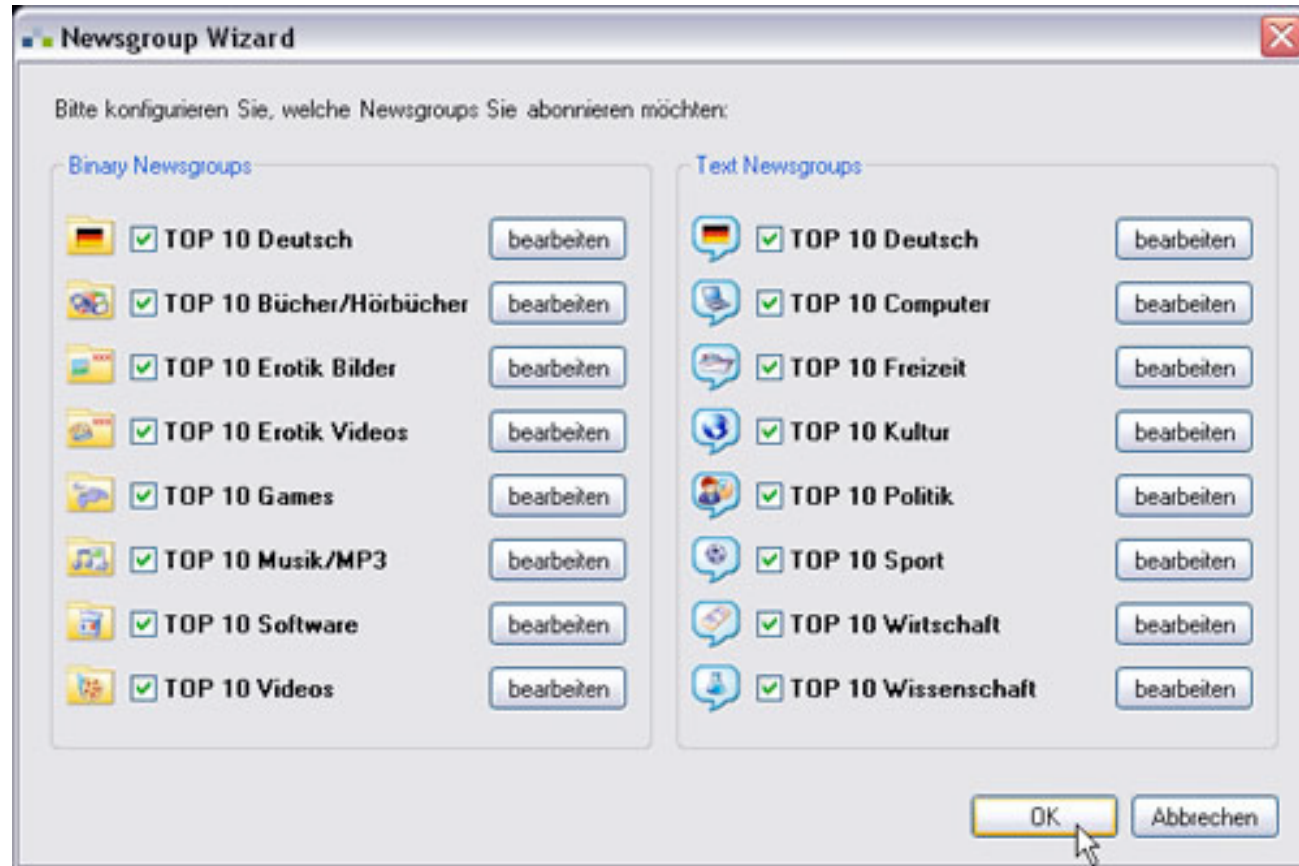 Newsgroup Wizard
Bitte konfigurieren Sie, welche Newsgroups Sie abonnieren möchten:
Binary Newsgroups
TOP 10 Deutsch bearbeiten
TOP 10 Bücher/Hörbücher bearbeiten
TOP 10 Erotik Bilder bearbeiten
TOP 10 Erotik Videos bearbeiten
TOP 10 Games bearbeiten
TOP 10 Musik/MP3 bearbeiten
TOP 10 Software bearbeiten
TOP 10 Videos bearbeiten
Text Newsgroups
TOP 10 Deutsch bearbeiten
TOP 10 Computer bearbeiten
TOP 10 Freizeit bearbeiten
TOP 10 Kultur bearbeiten
TOP 10 Politik bearbeiten
TOP 10 Sport bearbeiten
TOP 10 Wirtschaft bearbeiten
TOP 10 Wissenschaft bearbeiten
OK Abbrechen